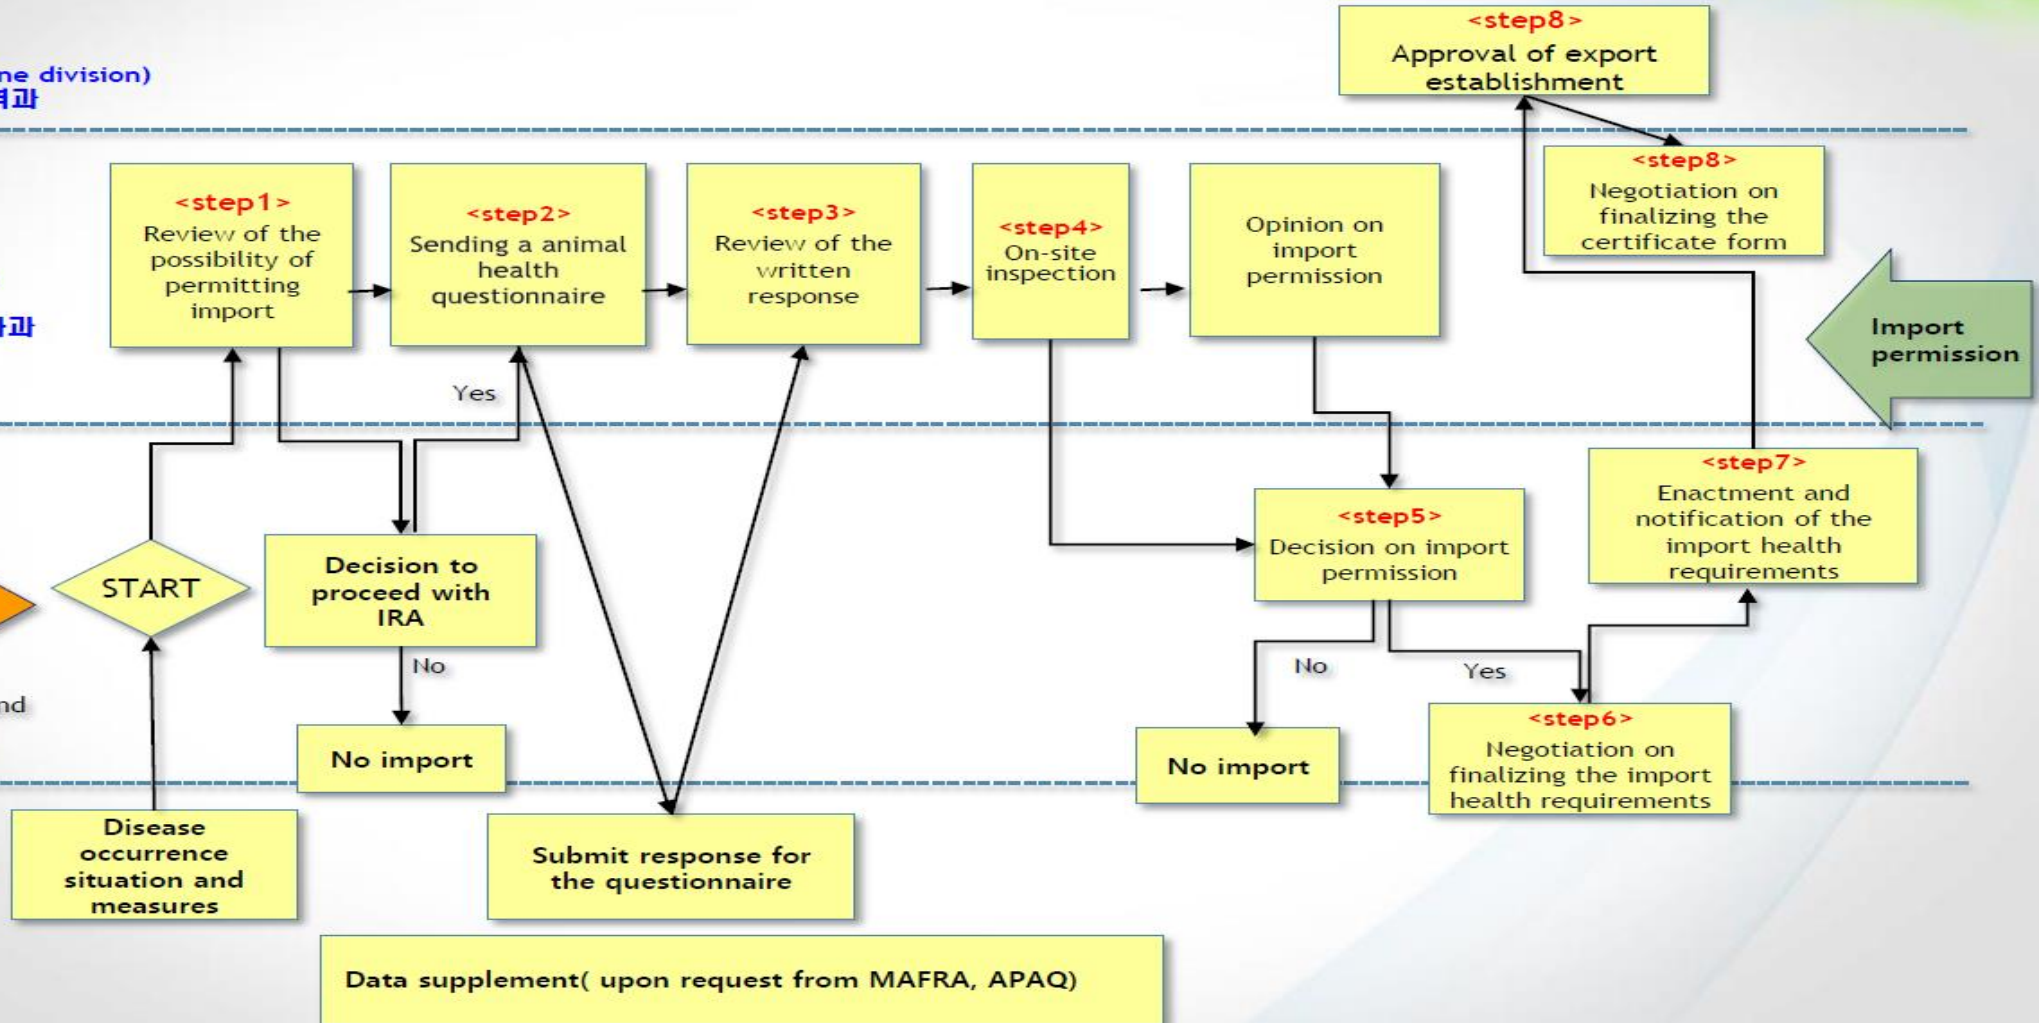 <step8>
Approval of export
establishment
ne division)
역과
<step8>
Negotiation on
finalizing the
certificate form
<step1>
Review of the
possibility of
permitting
import
<step2>
Sending a animal
health
questionnaire
<step3>
Review of the
written
response
<step4>
On-site
inspection
Opinion on
import
permission
과
Import
permission
Yes
<step7>
Enactment and
notification of the
import health
requirements
<step5>
Decision on import
permission
START
Decision to
proceed with
IRA
No
No
Yes
nd
<step6>
Negotiation on
finalizing the import
health requirements
No import
No import
Disease
occurrence
situation and
measures
Submit response for
the questionnaire
Data supplement( upon request from MAFRA, APAQ)